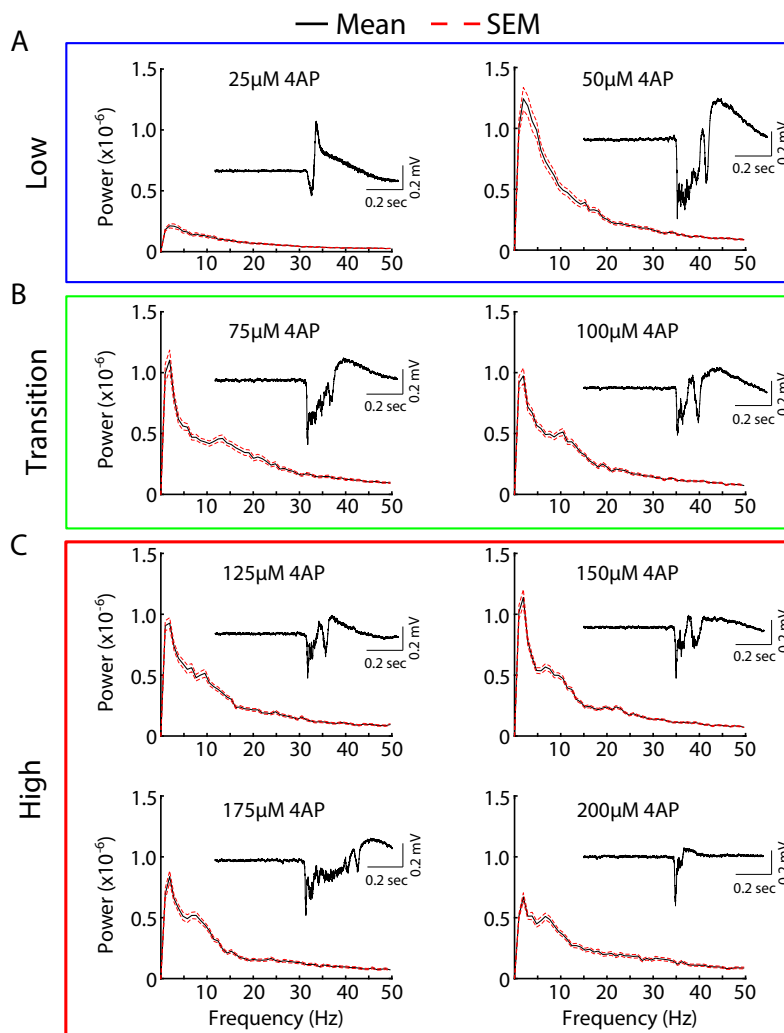 Mean SEM
A
Low
25µM 4AP
Power (x10⁻⁶)
1.5
1.0
0.5
0
10 20 30 40 50
0.2 sec
0.2 mV
50µM 4AP
1.5
1.0
0.5
0
10 20 30 40 50
0.2 sec
0.2 mV
B
Transition
75µM 4AP
Power (x10⁻⁶)
1.5
1.0
0.5
0
10 20 30 40 50
0.2 sec
0.2 mV
100µM 4AP
1.5
1.0
0.5
0
10 20 30 40 50
0.2 sec
0.2 mV
C
High
125µM 4AP
Power (x10⁻⁶)
1.5
1.0
0.5
0
10 20 30 40 50
0.2 sec
0.2 mV
150µM 4AP
1.5
1.0
0.5
0
10 20 30 40 50
0.2 sec
0.2 mV
175µM 4AP
Power (x10⁻⁶)
1.5
1.0
0.5
0
10 20 30 40 50
Frequency (Hz)
0.2 sec
0.2 mV
200µM 4AP
1.5
1.0
0.5
0
10 20 30 40 50
Frequency (Hz)
0.2 sec
0.2 mV